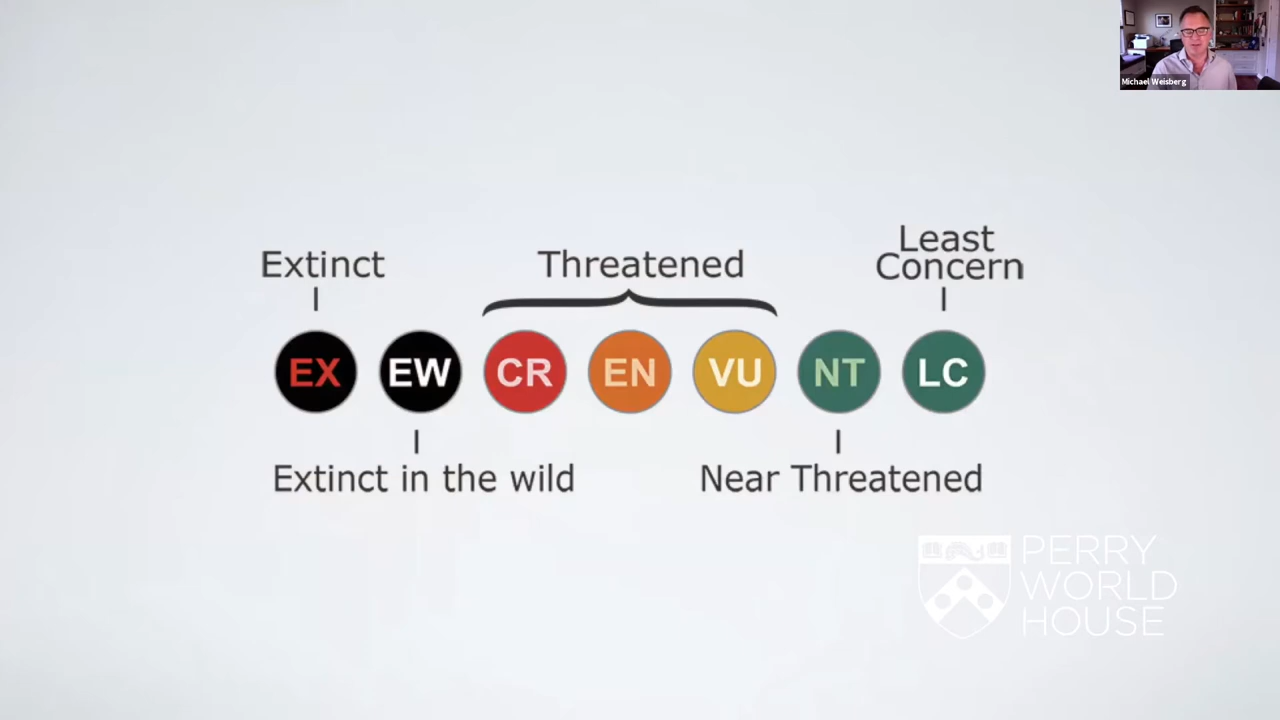 Michael Weisberg
Extinct
Threatened
Least
Concern
EX EW CR EN VU NT LC
Extinct in the wild
Near Threatened
PERRY
WORLD
HOUSE